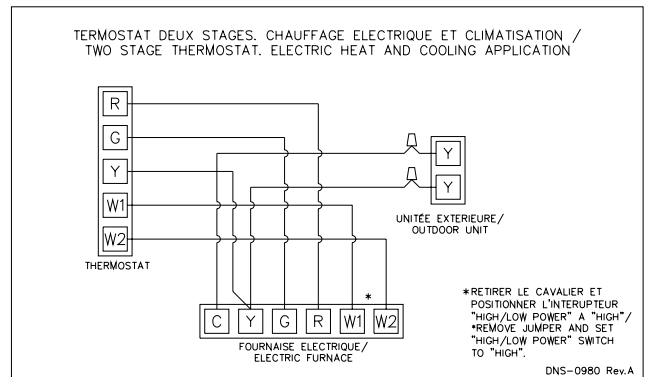 TERMOSTAT DEUX STAGES. CHAUFFAGE ELECTRIQUE ET CLIMATISATION /
TWO STAGE THERMOSTAT. ELECTRIC HEAT AND COOLING APPLICATION
R
G
Y
W1
W2
THERMOSTAT
Y
Y
UNITÉE EXTERIEURE/
OUTDOOR UNIT
*
C Y G R W1 W2
FOURNAISE ELECTRIQUE/
ELECTRIC FURNACE
*RETIRER LE CAVALIER ET
POSITIONNER L'INTERUPTEUR
"HIGH/LOW POWER" A "HIGH"/
*REMOVE JUMPER AND SET
"HIGH/LOW POWER" SWITCH
TO "HIGH".
DNS-0980 Rev.A